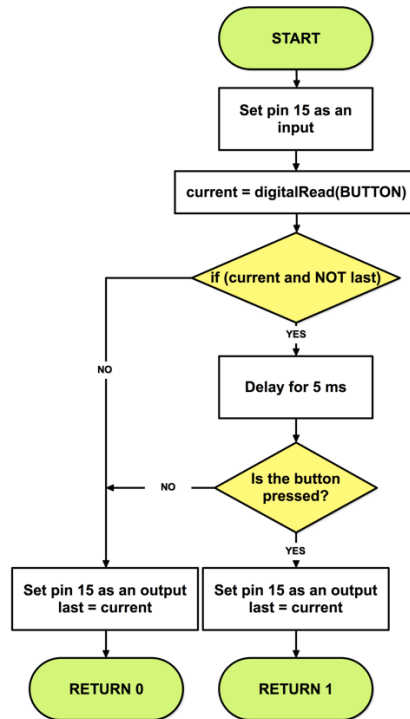 START
Set pin 15 as an
input
current = digitalRead(BUTTON)
if (current and NOT last)
YES
NO
Delay for 5 ms
Is the button
pressed?
NO
YES
Set pin 15 as an output
last = current
Set pin 15 as an output
last = current
RETURN 0
RETURN 1